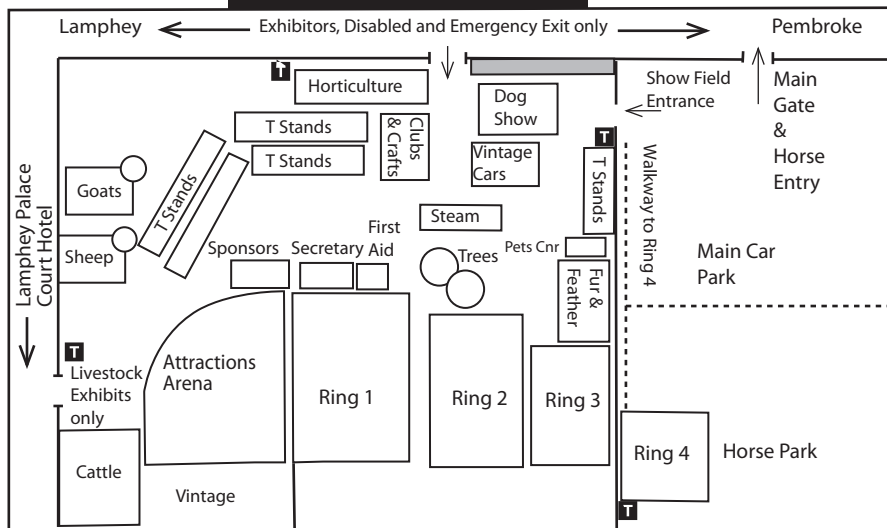 Lamphey
Exhibitors, Disabled and Emergency Exit only
Pembroke
T
Horticulture
Dog
Show
Show Field
Entrance
Main
Gate
&
Horse
Entry
T Stands
T Stands
Clubs
& Crafts
Vintage
Cars
T
T Stands
Walkway to Ring 4
Goats
T Stands
Sheep
Lamphey Palace
Court Hotel
Steam
Sponsors
Secretary
First
Aid
Trees
Pets Cnr
Fur &
Feather
Main Car
Park
T
Livestock
Exhibits
only
Attractions
Arena
Ring 1
Ring 2
Ring 3
Cattle
Ring 4
Horse Park
Vintage
T